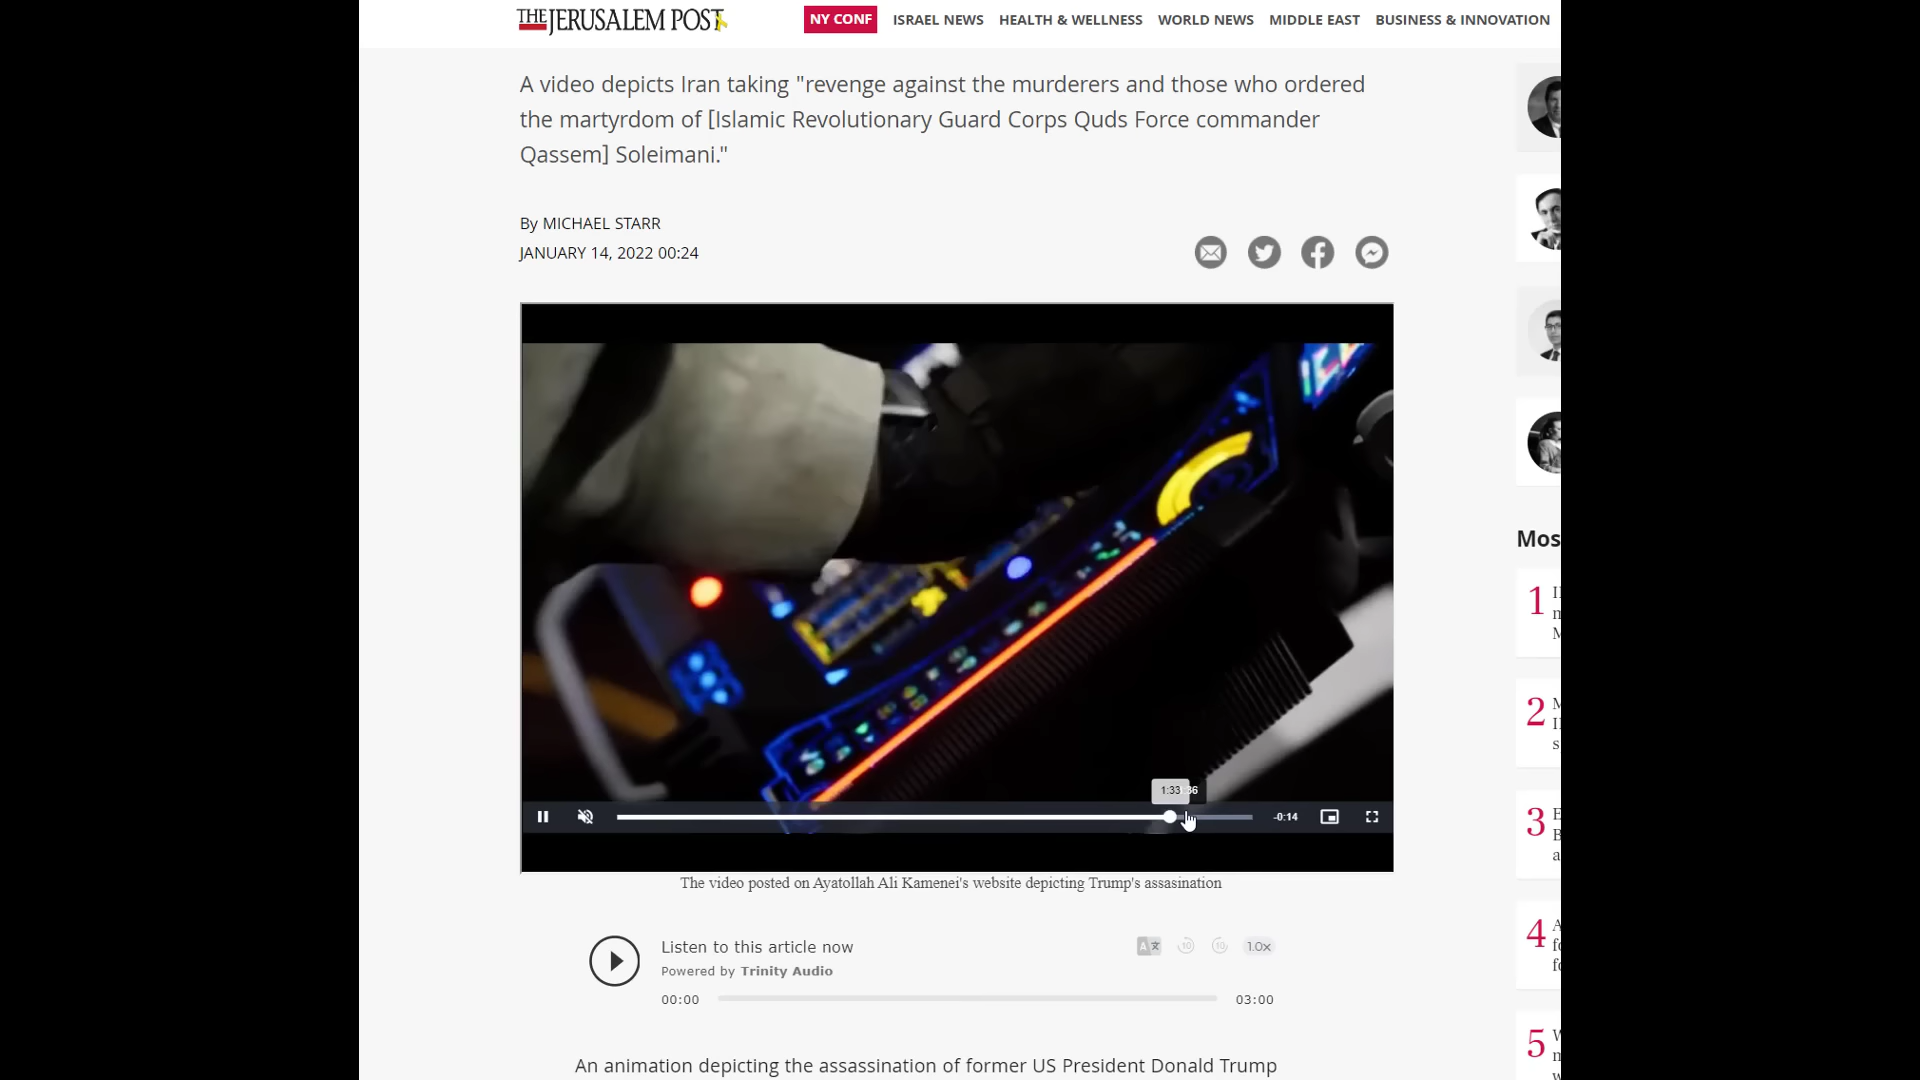 THE JERUSALEM POST
NY CONF ISRAEL NEWS HEALTH & WELLNESS WORLD NEWS MIDDLE EAST BUSINESS & INNOVATION
A video depicts Iran taking "revenge against the murderers and those who ordered
the martyrdom of [Islamic Revolutionary Guard Corps Quds Force commander
Qassem] Soleimani."
By MICHAEL STARR
JANUARY 14, 2022 00:24
1:33
36
-0:14
The video posted on Ayatollah Ali Kamenei's website depicting Trump's assasination
Listen to this article now
Powered by Trinity Audio
1.0x
00:00
03:00
An animation depicting the assassination of former US President Donald Trump
Mos
1
2
3
4
5